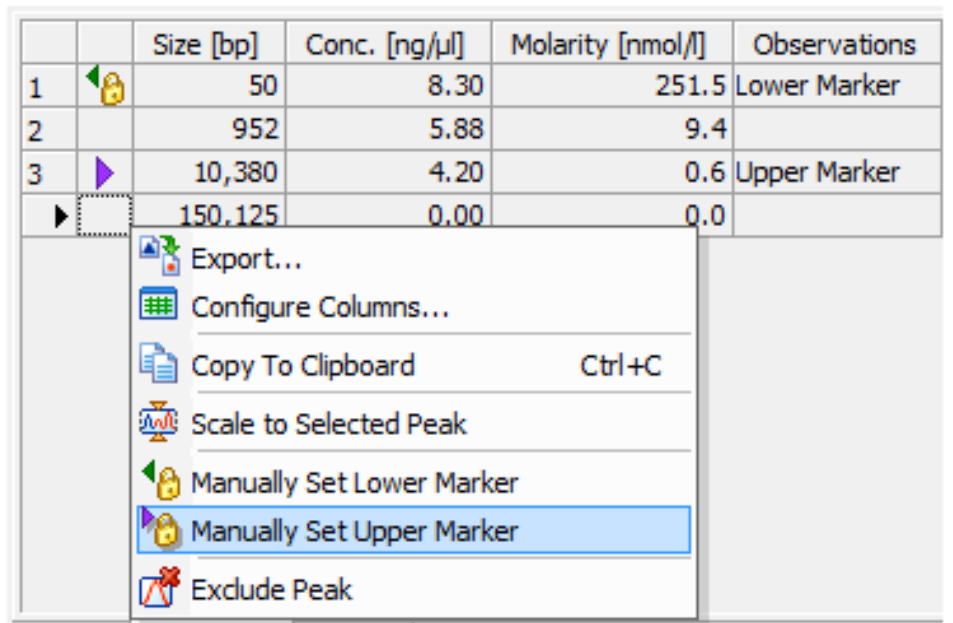 Size [bp] Conc. [ng/µl] Molarity [nmol/l] Observations
1 50 8.30 251.5 Lower Marker
2 952 5.88 9.4
3 10,380 4.20 0.6 Upper Marker
150,125 0.00 0.0
Export...
Configure Columns...
Copy To Clipboard Ctrl+C
Scale to Selected Peak
Manually Set Lower Marker
Manually Set Upper Marker
Exclude Peak